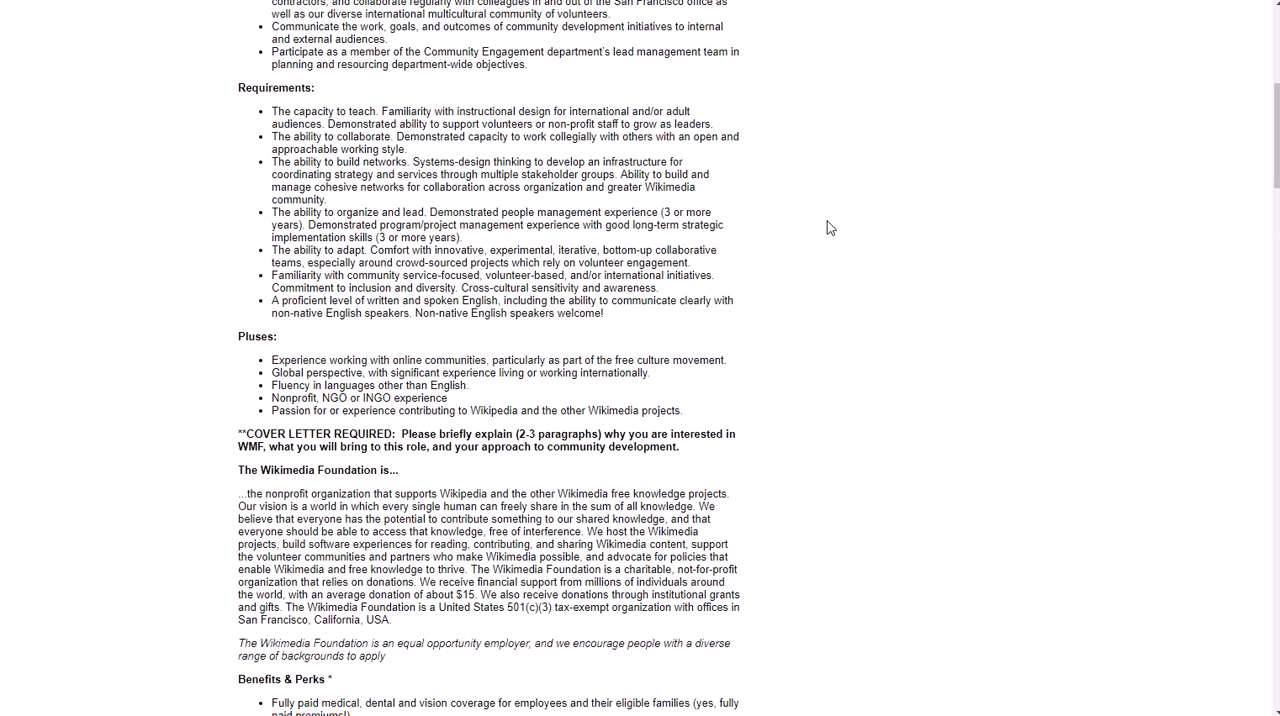 contractors, and collaborate regularly with colleagues in and out of the San Francisco office as
well as our diverse international multicultural community of volunteers.
• Communicate the work, goals, and outcomes of community development initiatives to internal
and external audiences.
• Participate as a member of the Community Engagement department's lead management team in
planning and resourcing department-wide objectives.
Requirements:
• The capacity to teach. Familiarity with instructional design for international and/or adult
audiences. Demonstrated ability to support volunteers or non-profit staff to grow as leaders.
• The ability to collaborate. Demonstrated capacity to work collegially with others with an open and
approachable working style.
• The ability to build networks. Systems-design thinking to develop an infrastructure for
coordinating strategy and services through multiple stakeholder groups. Ability to build and
manage cohesive networks for collaboration across organization and greater Wikimedia
community.
• The ability to organize and lead. Demonstrated people management experience (3 or more
years). Demonstrated program/project management experience with good long-term strategic
implementation skills (3 or more years).
• The ability to adapt. Comfort with innovative, experimental, iterative, bottom-up collaborative
teams, especially around crowd-sourced projects which rely on volunteer engagement.
• Familiarity with community service-focused, volunteer-based, and/or international initiatives.
Commitment to inclusion and diversity. Cross-cultural sensitivity and awareness.
• A proficient level of written and spoken English, including the ability to communicate clearly with
non-native English speakers. Non-native English speakers welcome!
Pluses:
• Experience working with online communities, particularly as part of the free culture movement.
• Global perspective, with significant experience living or working internationally.
• Fluency in languages other than English.
• Nonprofit, NGO or INGO experience
• Passion for or experience contributing to Wikipedia and the other Wikimedia projects.
**COVER LETTER REQUIRED:  Please briefly explain (2-3 paragraphs) why you are interested in
WMF, what you will bring to this role, and your approach to community development.
The Wikimedia Foundation is...
...the nonprofit organization that supports Wikipedia and the other Wikimedia free knowledge projects.
Our vision is a world in which every single human can freely share in the sum of all knowledge. We
believe that everyone has the potential to contribute something to our shared knowledge, and that
everyone should be able to access that knowledge, free of interference. We host the Wikimedia
projects, build software experiences for reading, contributing, and sharing Wikimedia content, support
the volunteer communities and partners who make Wikimedia possible, and advocate for policies that
enable Wikimedia and free knowledge to thrive. The Wikimedia Foundation is a charitable, not-for-profit
organization that relies on donations. We receive financial support from millions of individuals around
the world, with an average donation of about $15. We also receive donations through institutional grants
and gifts. The Wikimedia Foundation is a United States 501(c)(3) tax-exempt organization with offices in
San Francisco, California, USA.
The Wikimedia Foundation is an equal opportunity employer, and we encourage people with a diverse
range of backgrounds to apply
Benefits & Perks *
• Fully paid medical, dental and vision coverage for employees and their eligible families (yes, fully
paid premiums!)